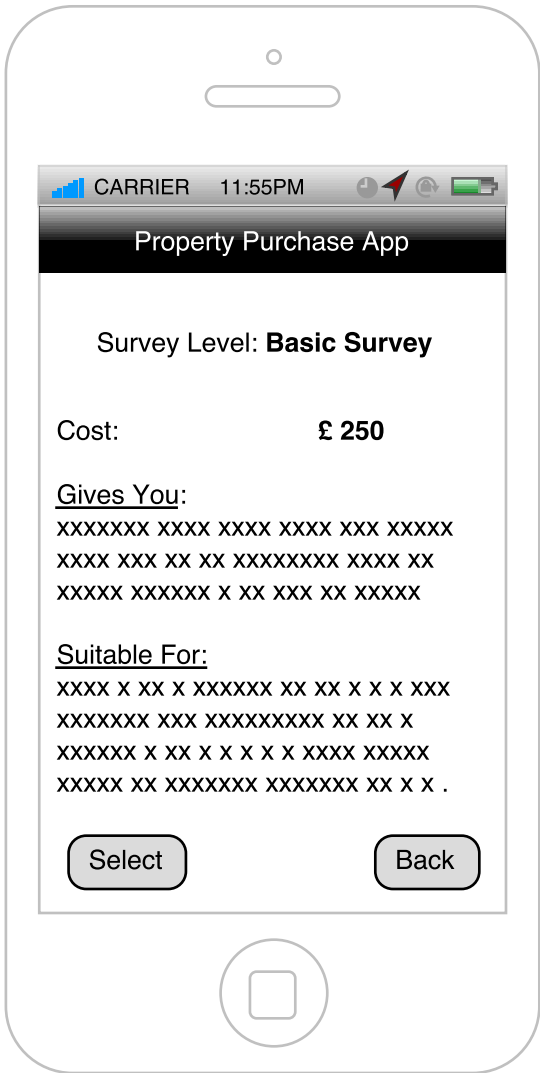 CARRIER 11:55PM
Property Purchase App
Survey Level: Basic Survey
Cost: £ 250
Gives You:
xxxxxxx xxxx xxxx xxxx xxx xxxxx
xxxx xxx xx xx xxxxxxxx xxxx xx
xxxxx xxxxxx x xx xxx xx xxxxx
Suitable For:
xxxx x xx x xxxxxx xx xx x x x xxx
xxxxxxx xxx xxxxxxxxx xx xx x
xxxxxx x xx x x x x x xxxx xxxxx
xxxxx xx xxxxxxx xxxxxxx xx x x .
Select Back